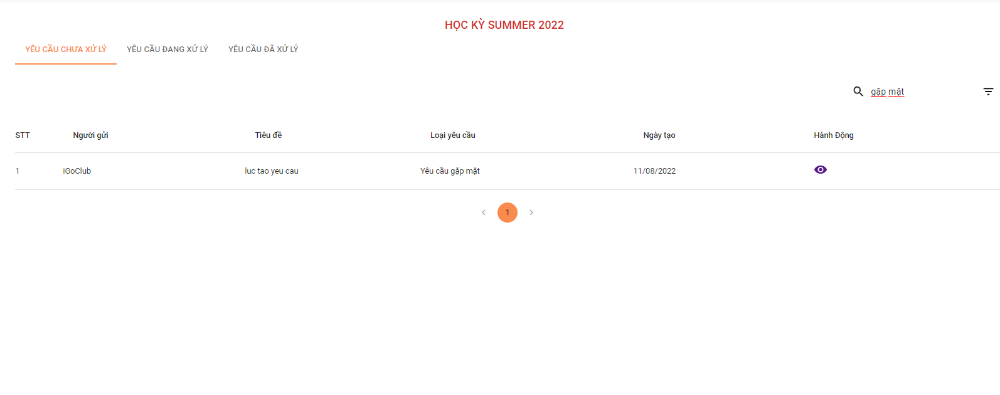 HỌC KỲ SUMMER 2022
YÊU CẦU CHƯA XỬ LÝ YÊU CẦU ĐANG XỬ LÝ YÊU CẦU ĐÃ XỬ LÝ
gặp mặt
STT Người gửi Tiêu đề Loại yêu cầu Ngày tạo Hành Động
1 iGoClub luc tao yeu cau Yêu cầu gặp mặt 11/08/2022
1